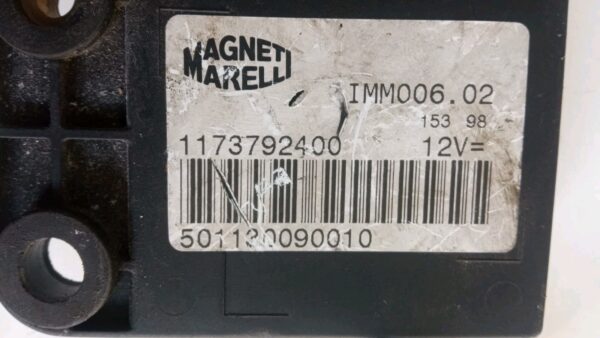 MAGNETI
MARELLI
IMM006.02
153 98
1173792400 12V=
501130090010